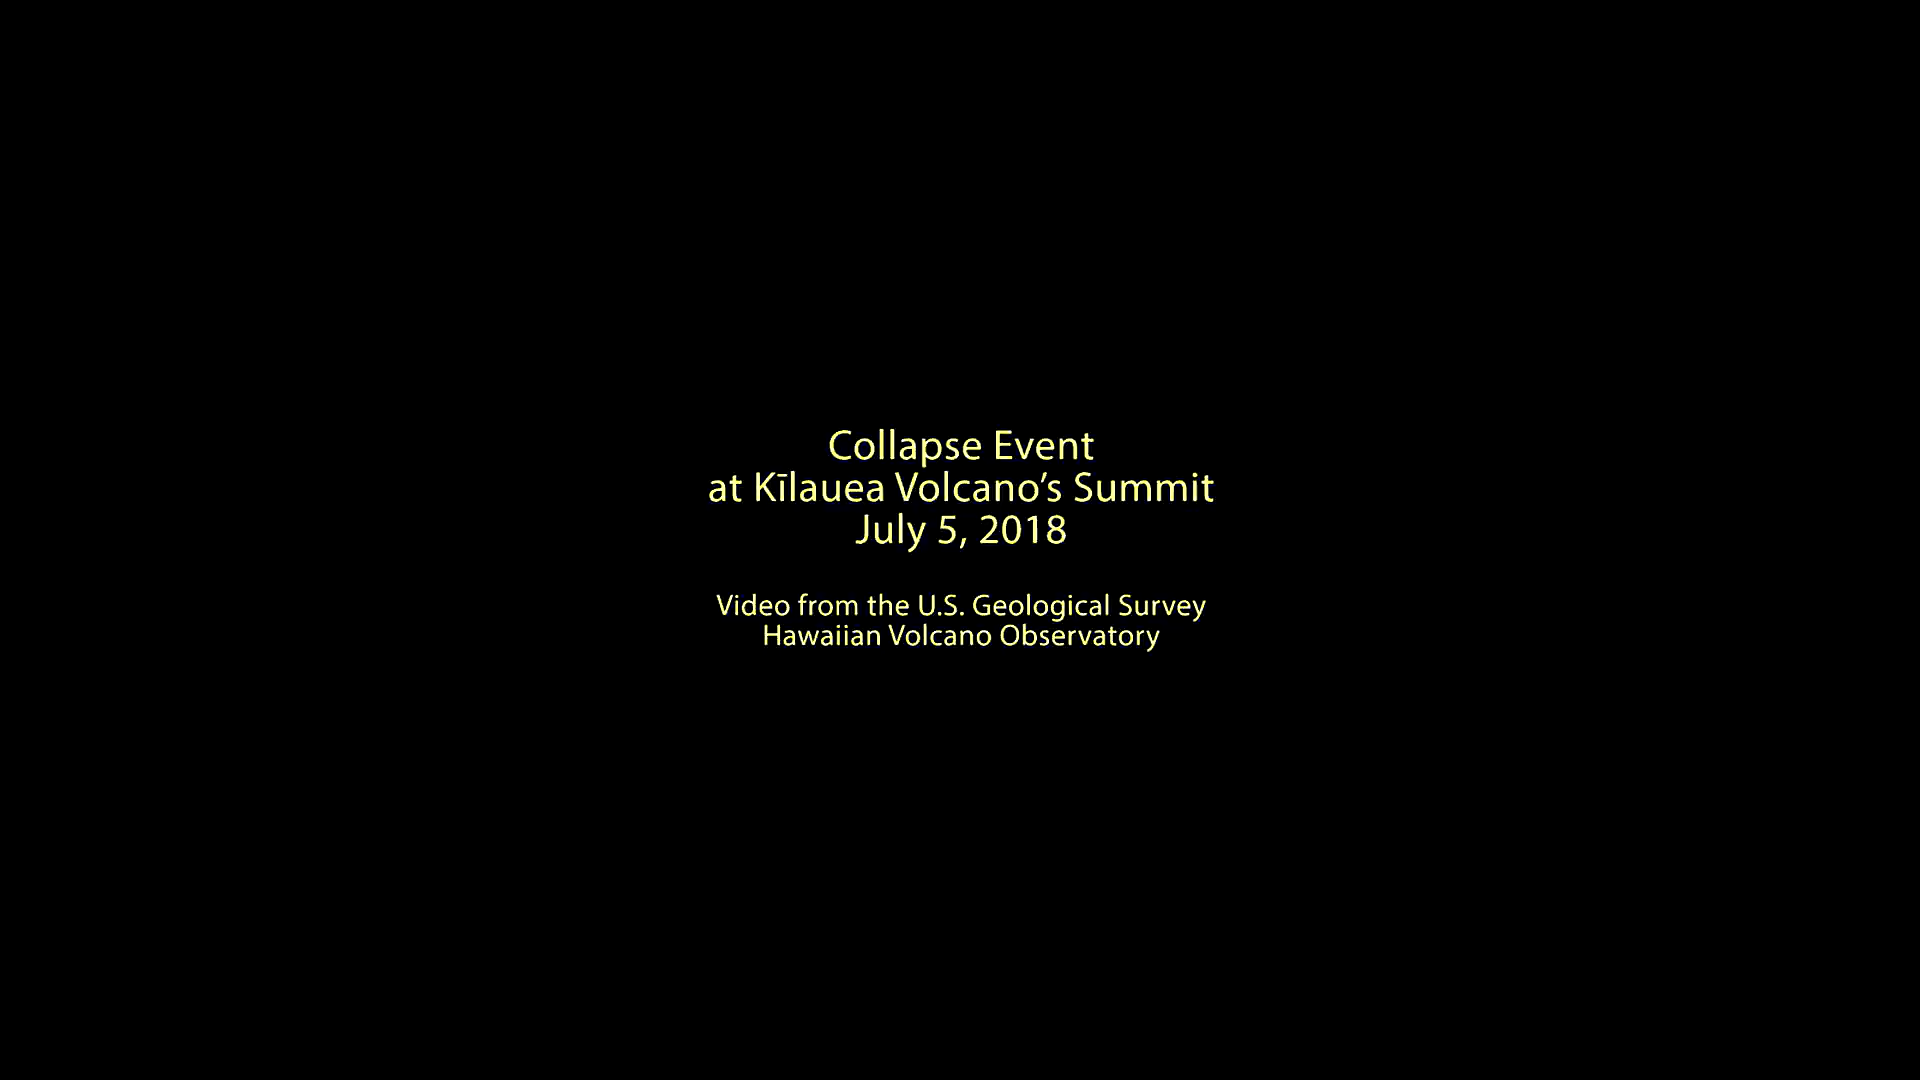 Collapse Event
at Kīlauea Volcano’s Summit
July 5, 2018
Video from the U.S. Geological Survey
Hawaiian Volcano Observatory